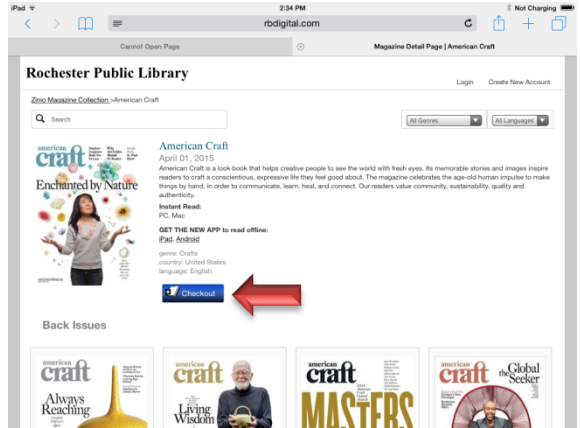 iPad
2:34 PM
Not Charging
rbdigital.com
Cannot Open Page
Magazine Detail Page | American Craft
Rochester Public Library
Login
Create New Account
Zinio Magazine Collection >American Craft
Search
All Genres
All Languages
American Craft
April 01, 2015
American Craft is a look book that helps creative people to see the world with fresh eyes. Its memorable stories and images inspire
readers to craft a conscientious, expressive life they feel good about. The magazine celebrates the age-old human impulse to make
things by hand, in order to communicate, learn, heal, and connect. Our readers value community, sustainability, quality and
authenticity.
Instant Read:
PC, Mac
GET THE NEW APP to read offline:
iPad, Android
genre: Crafts
country: United States
language: English
Checkout
american
craft
Enchanted by Nature
Back Issues
american
craft
Always
Reaching
american
craft
Living
Wisdom
american
craft
MASTERS
american
craft
the Global
Seeker